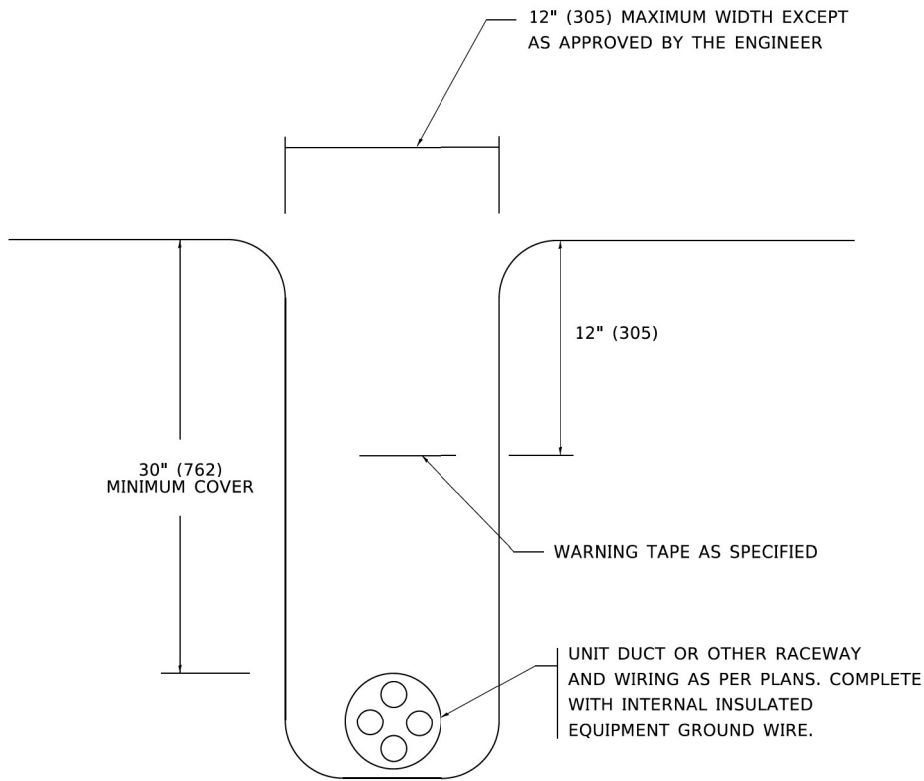 12" (305) MAXIMUM WIDTH EXCEPT
AS APPROVED BY THE ENGINEER
12" (305)
30" (762)
MINIMUM COVER
WARNING TAPE AS SPECIFIED
UNIT DUCT OR OTHER RACEWAY
AND WIRING AS PER PLANS. COMPLETE
WITH INTERNAL INSULATED
EQUIPMENT GROUND WIRE.